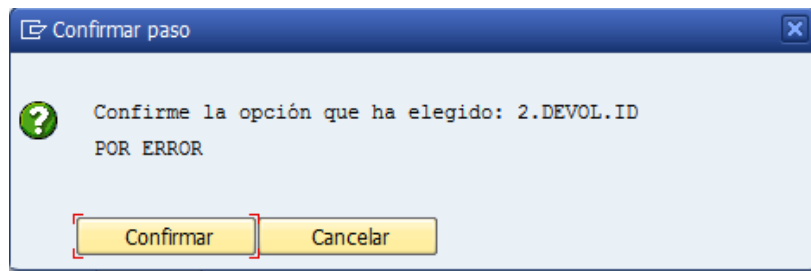 Confirmar paso
Confirme la opción que ha elegido: 2.DEVOL.ID
POR ERROR
Confirmar Cancelar